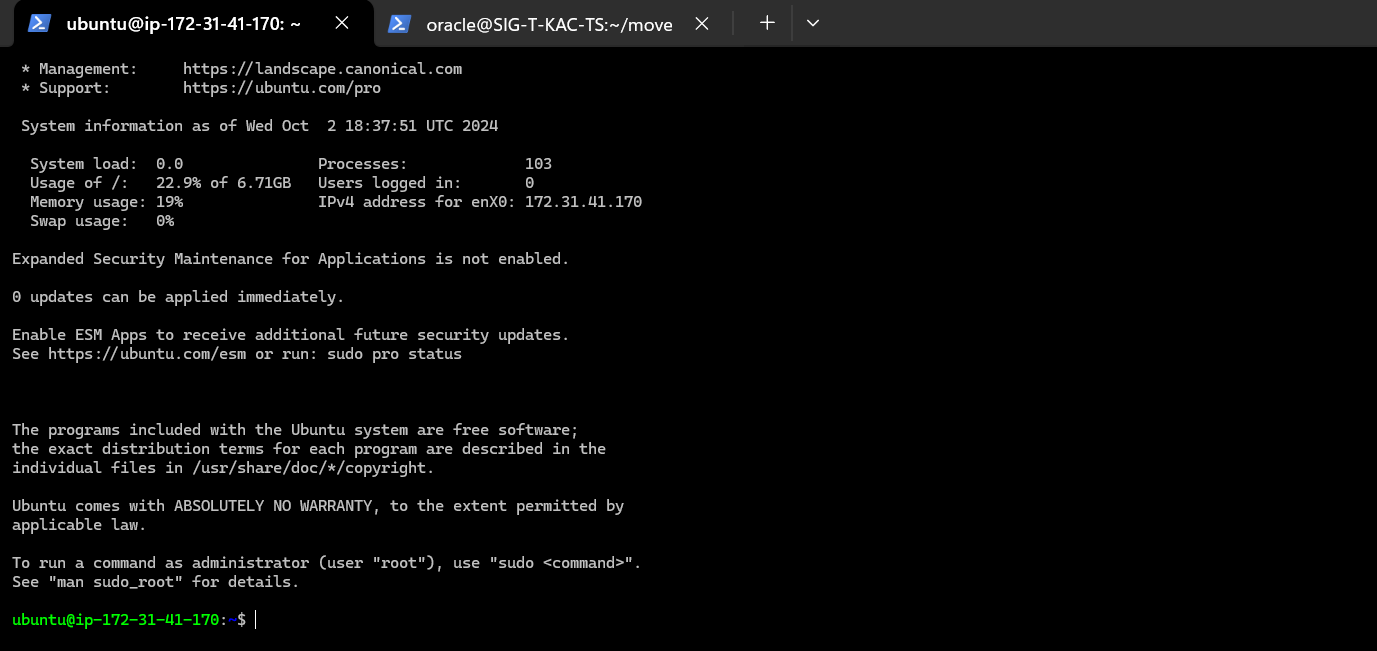 ubuntu@ip-172-31-41-170: ~
oracle@SIG-T-KAC-TS:~/move
* Management:     https://landscape.canonical.com
* Support:        https://ubuntu.com/pro
System information as of Wed Oct  2 18:37:51 UTC 2024
System load:  0.0               Processes:             103
Usage of /:   22.9% of 6.71GB   Users logged in:       0
Memory usage: 19%               IPv4 address for enX0: 172.31.41.170
Swap usage:   0%
Expanded Security Maintenance for Applications is not enabled.
0 updates can be applied immediately.
Enable ESM Apps to receive additional future security updates.
See https://ubuntu.com/esm or run: sudo pro status
The programs included with the Ubuntu system are free software;
the exact distribution terms for each program are described in the
individual files in /usr/share/doc/*/copyright.
Ubuntu comes with ABSOLUTELY NO WARRANTY, to the extent permitted by
applicable law.
To run a command as administrator (user "root"), use "sudo <command>".
See "man sudo_root" for details.
ubuntu@ip-172-31-41-170:~$